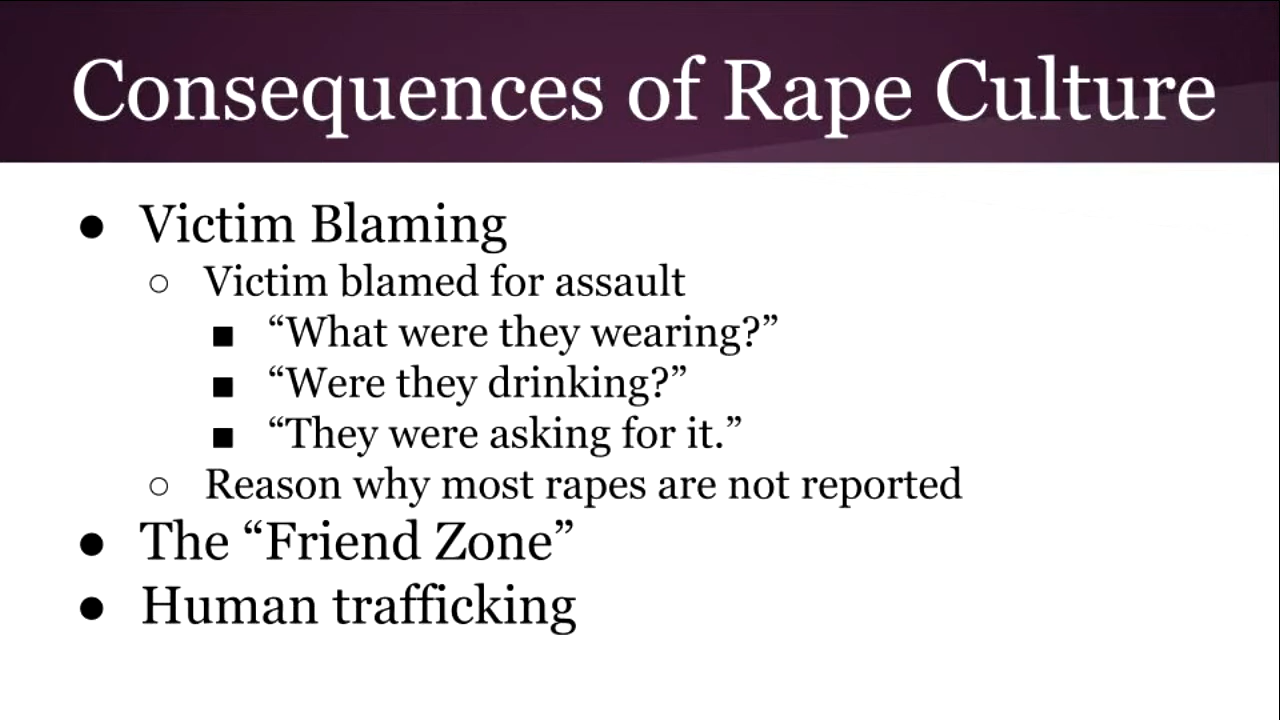 Consequences of Rape Culture
● Victim Blaming
○ Victim blamed for assault
■ “What were they wearing?”
■ “Were they drinking?”
■ “They were asking for it.”
○ Reason why most rapes are not reported
● The “Friend Zone”
● Human trafficking